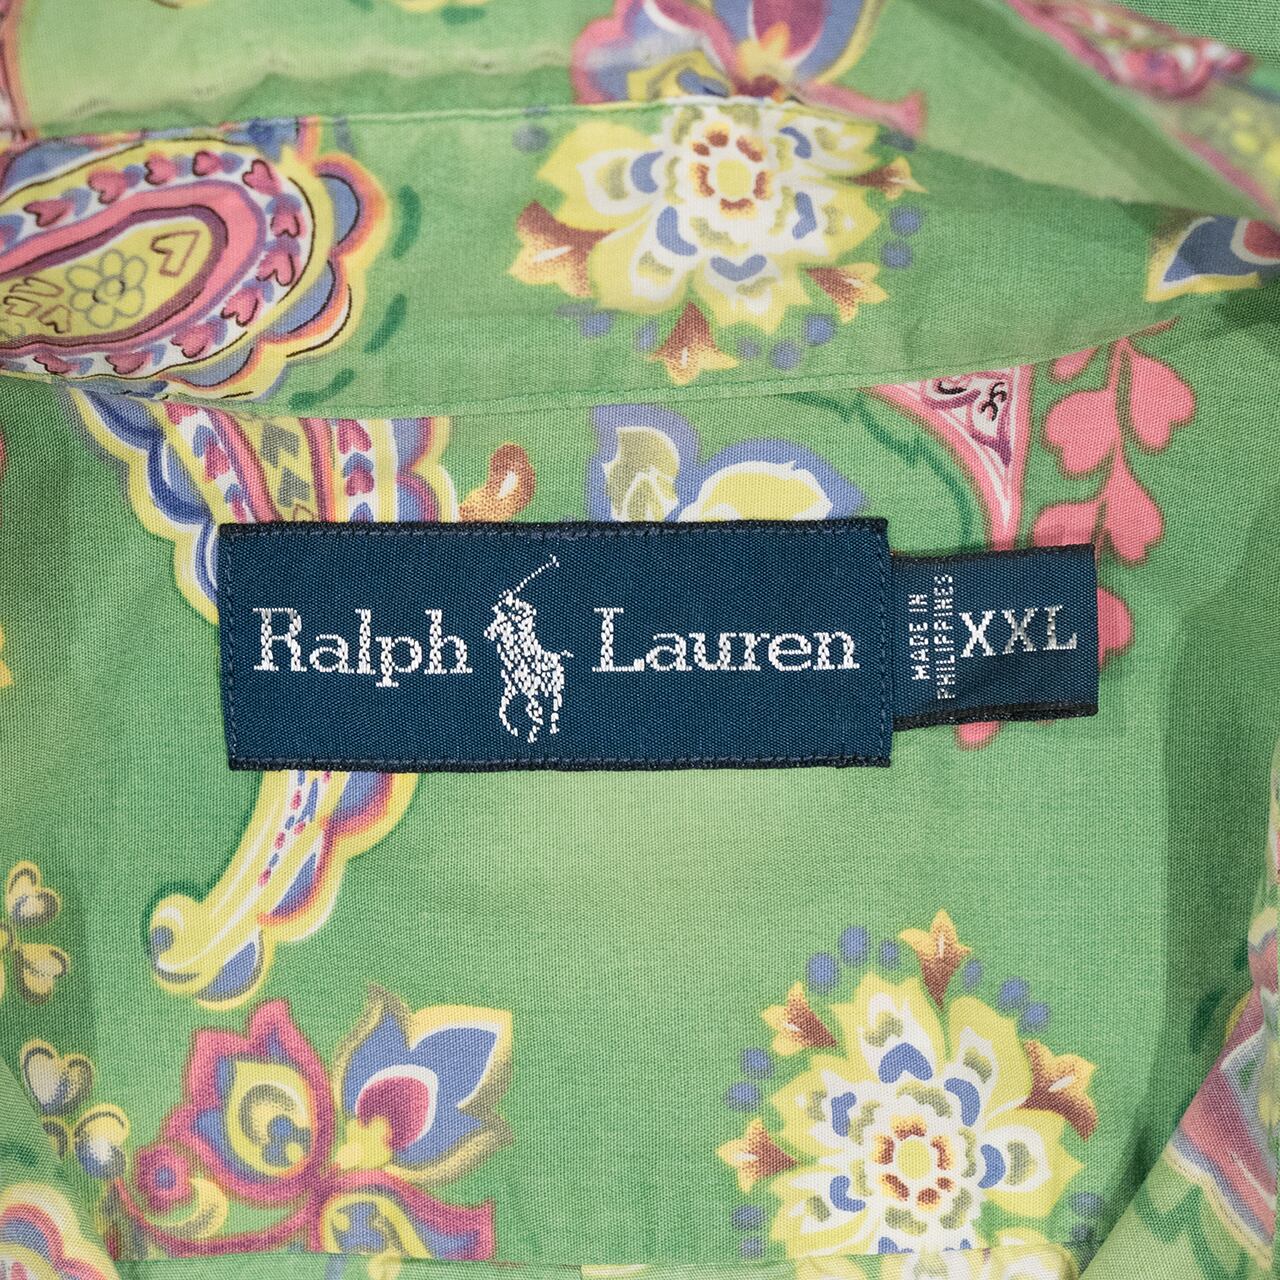 Ralph Lauren
MADE IN
PHILIPPINES
XXL